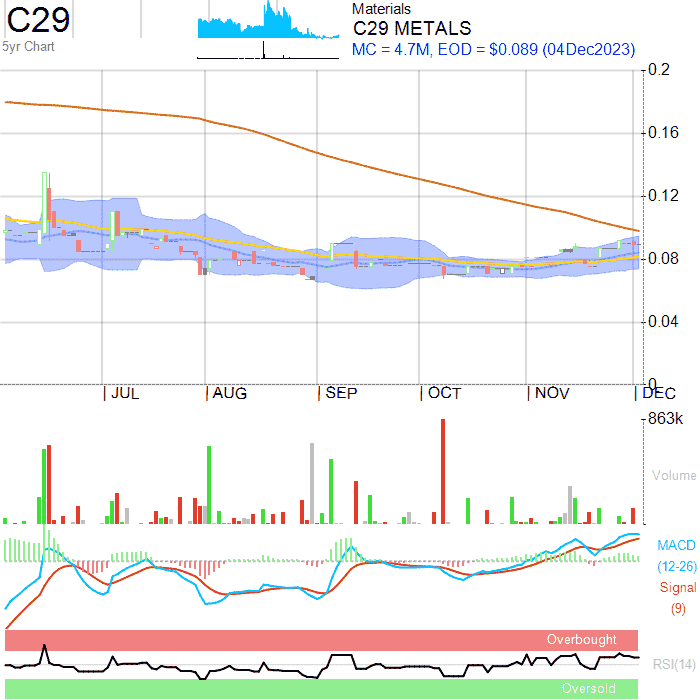 C29
5yr Chart
Materials
C29 METALS
MC = 4.7M, EOD = $0.089 (04Dec2023)
0.2
0.16
0.12
0.08
0.04
0
JUL
AUG
SEP
OCT
NOV
DEC
863k
Volume
MACD
(12-26)
Signal
(9)
Overbought
RSI(14)
Oversold